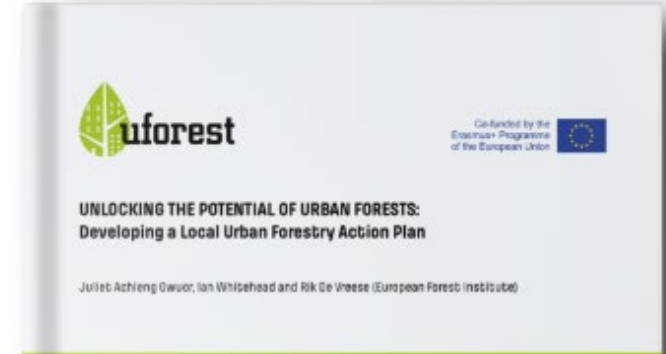 uforest
Co-funded by the
Erasmus+ Programme
of the European Union
UNLOCKING THE POTENTIAL OF URBAN FORESTS:
Developing a Local Urban Forestry Action Plan
Juliet Achieng Owuor, Ian Whitehead and Rik De Vreese (European Forest Institute)